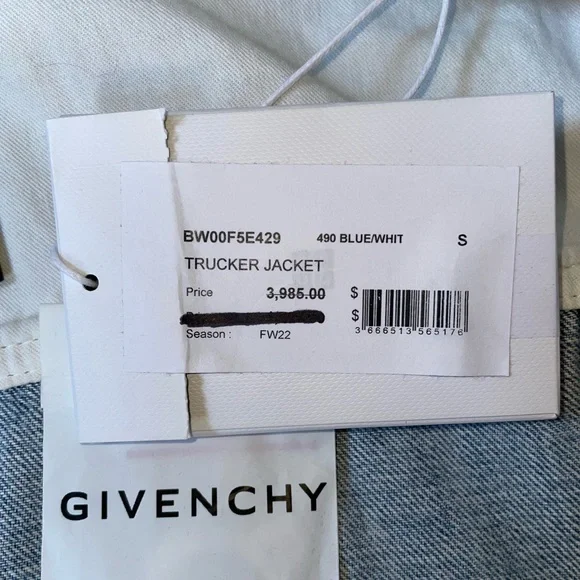 BW00F5E429 490 BLUE/WHIT S
TRUCKER JACKET
Price 3,985.00 $
$
Season : FW22
3 666513 565176
GIVENCHY